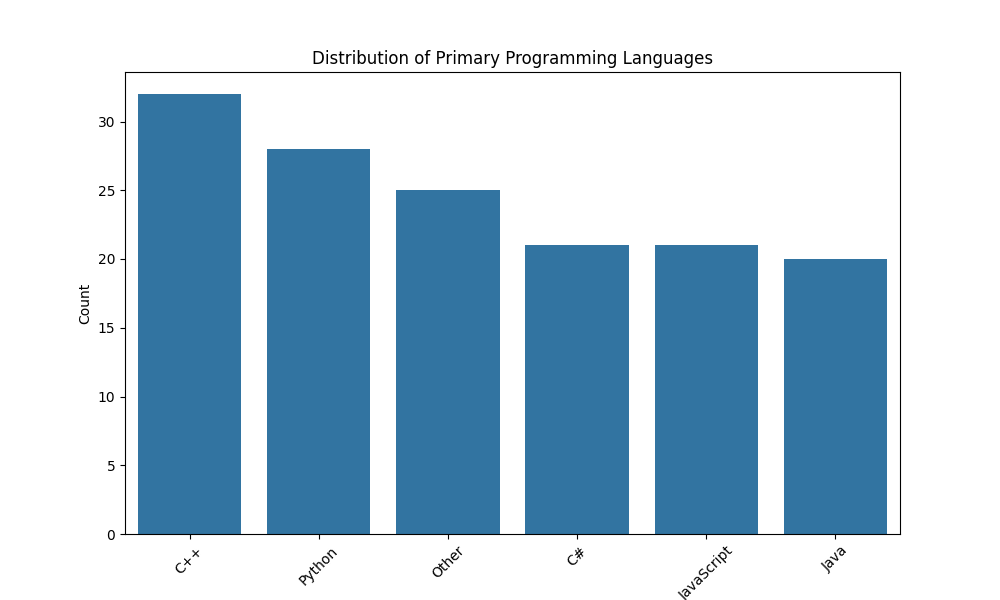 Distribution of Primary Programming Languages
30
25
20
15
10
5
0
Count
C++
Python
Other
C#
JavaScript
Java